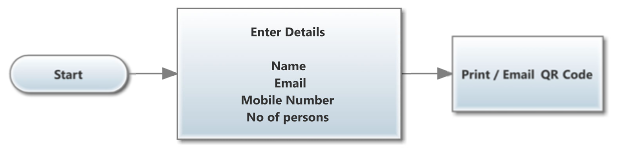 Start
Enter Details
Name
Email
Mobile Number
No of persons
Print / Email QR Code